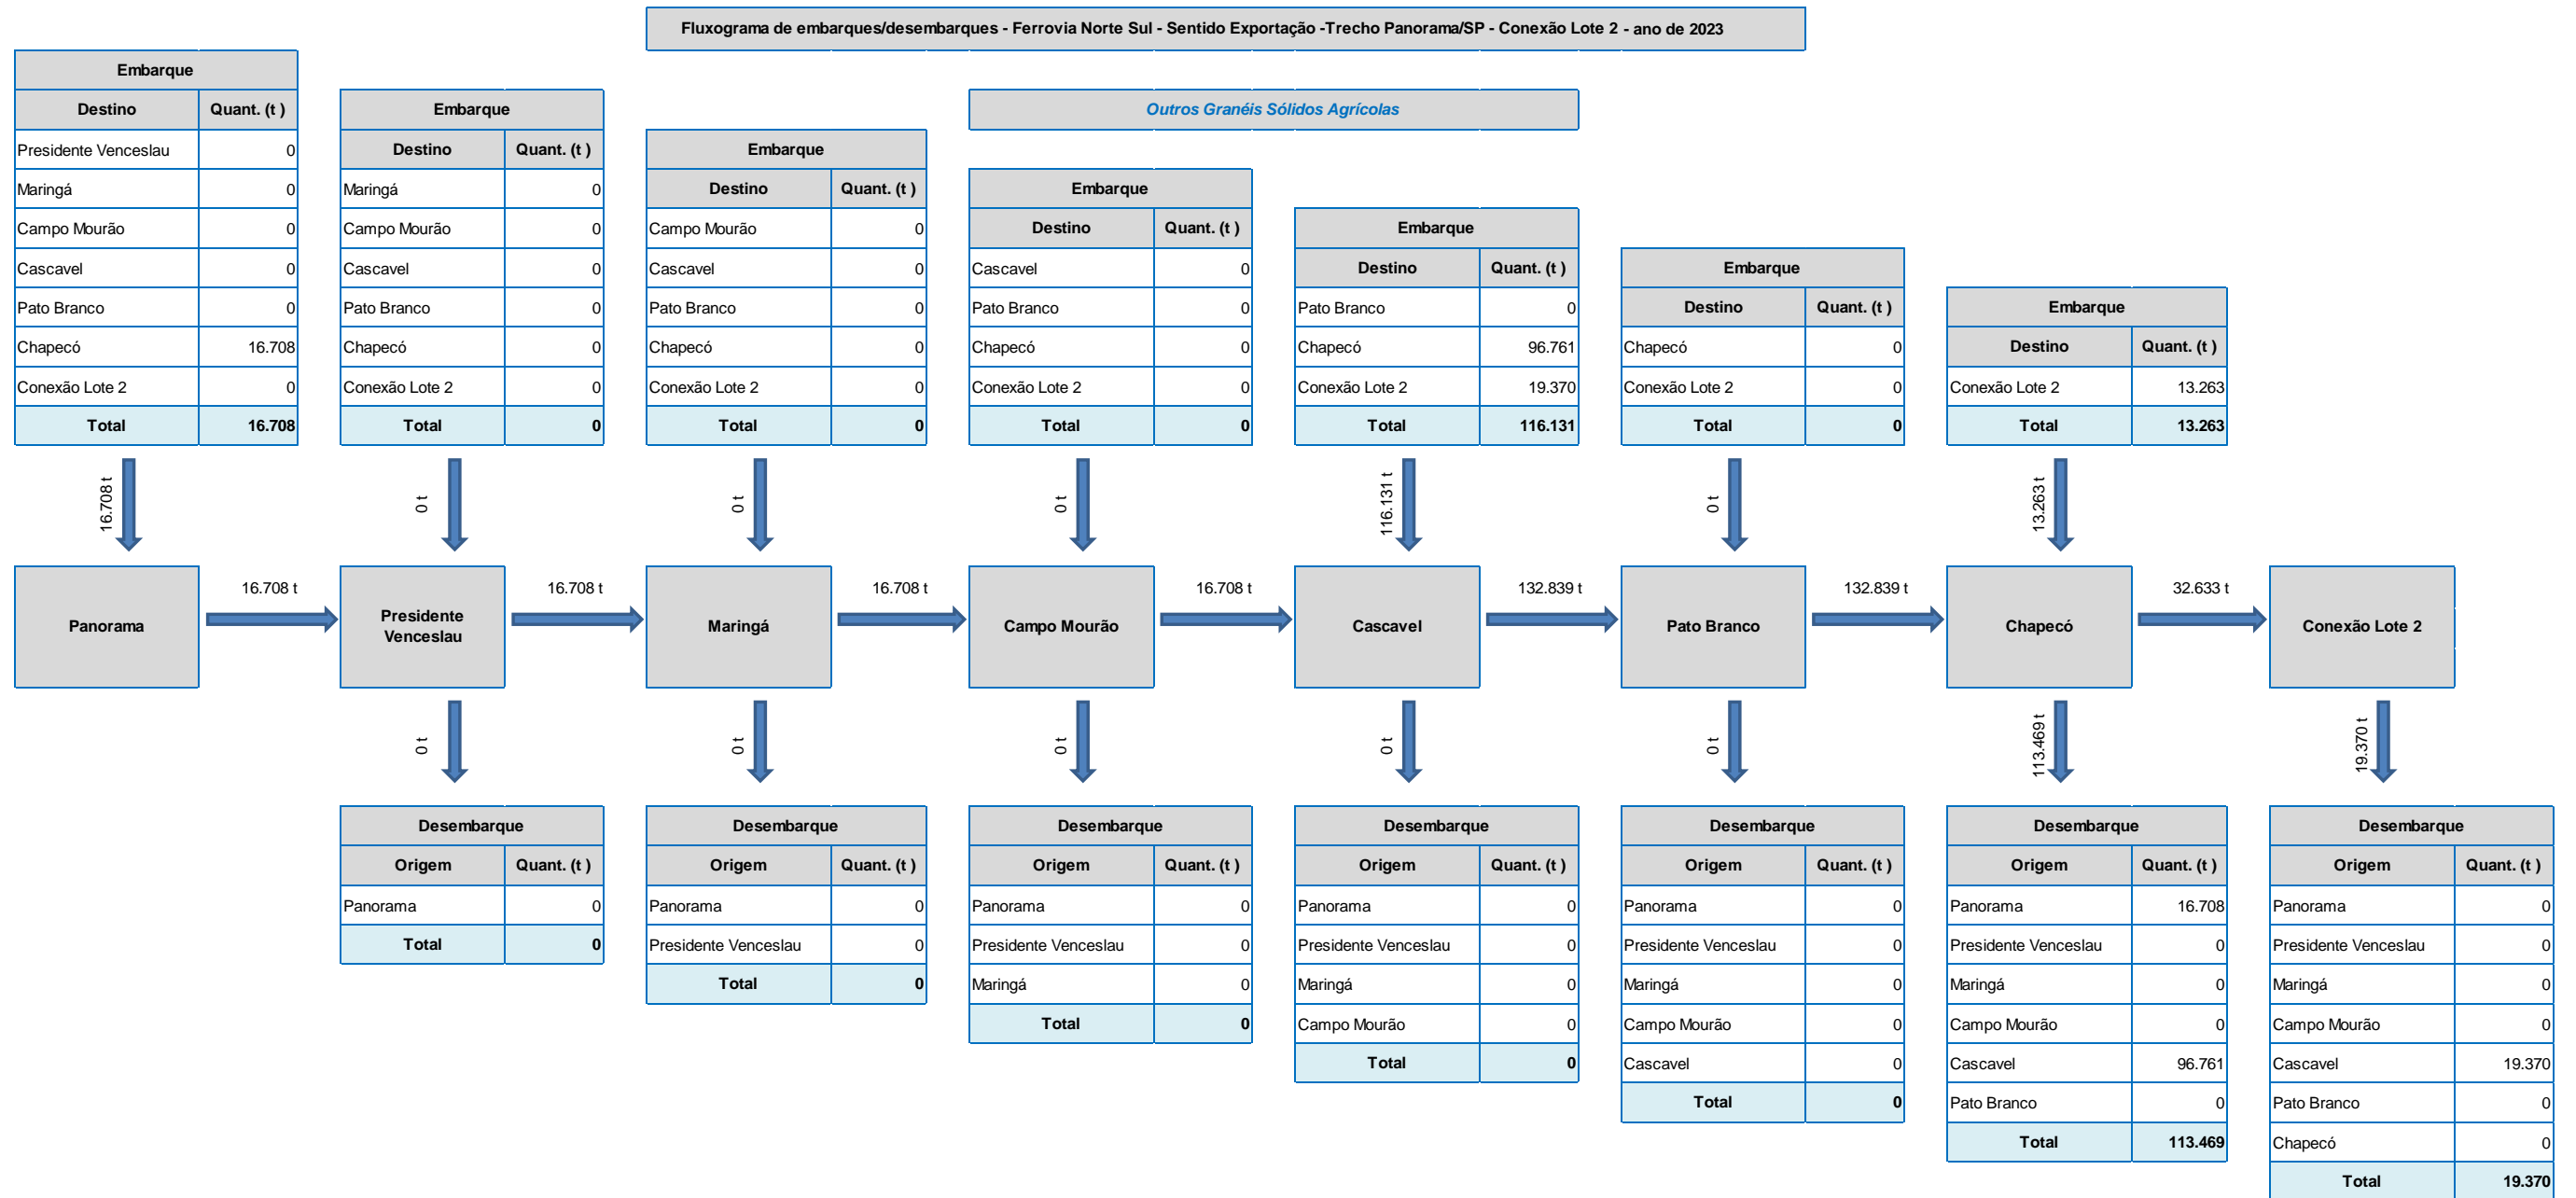 Fluxograma de embarques/desembarques - Ferrovia Norte Sul - Sentido Exportação -Trecho Panorama/SP - Conexão Lote 2 - ano de 2023
Outros Granéis Sólidos Agrícolas
Embarque
Destino Quant. (t )
Presidente Venceslau 0
Maringá 0
Campo Mourão 0
Cascavel 0
Pato Branco 0
Chapecó 16.708
Conexão Lote 2 0
Total 16.708
Embarque
Destino Quant. (t )
Maringá 0
Campo Mourão 0
Cascavel 0
Pato Branco 0
Chapecó 0
Conexão Lote 2 0
Total 0
Embarque
Destino Quant. (t )
Campo Mourão 0
Cascavel 0
Pato Branco 0
Chapecó 0
Conexão Lote 2 0
Total 0
Embarque
Destino Quant. (t )
Cascavel 0
Pato Branco 0
Chapecó 0
Conexão Lote 2 0
Total 0
Embarque
Destino Quant. (t )
Pato Branco 0
Chapecó 96.761
Conexão Lote 2 19.370
Total 116.131
Embarque
Destino Quant. (t )
Chapecó 0
Conexão Lote 2 0
Total 0
Embarque
Destino Quant. (t )
Conexão Lote 2 13.263
Total 13.263
16.708 t
0 t
0 t
0 t
116.131 t
0 t
13.263 t
Panorama
16.708 t
Presidente
Venceslau
16.708 t
Maringá
16.708 t
Campo Mourão
16.708 t
Cascavel
132.839 t
Pato Branco
132.839 t
Chapecó
32.633 t
Conexão Lote 2
0 t
0 t
0 t
0 t
0 t
113.469 t
19.370 t
Desembarque
Origem Quant. (t )
Panorama 0
Total 0
Desembarque
Origem Quant. (t )
Panorama 0
Presidente Venceslau 0
Total 0
Desembarque
Origem Quant. (t )
Panorama 0
Presidente Venceslau 0
Maringá 0
Total 0
Desembarque
Origem Quant. (t )
Panorama 0
Presidente Venceslau 0
Maringá 0
Campo Mourão 0
Total 0
Desembarque
Origem Quant. (t )
Panorama 0
Presidente Venceslau 0
Maringá 0
Campo Mourão 0
Cascavel 0
Total 0
Desembarque
Origem Quant. (t )
Panorama 16.708
Presidente Venceslau 0
Maringá 0
Campo Mourão 0
Cascavel 96.761
Pato Branco 0
Total 113.469
Desembarque
Origem Quant. (t )
Panorama 0
Presidente Venceslau 0
Maringá 0
Campo Mourão 0
Cascavel 19.370
Pato Branco 0
Chapecó 0
Total 19.370